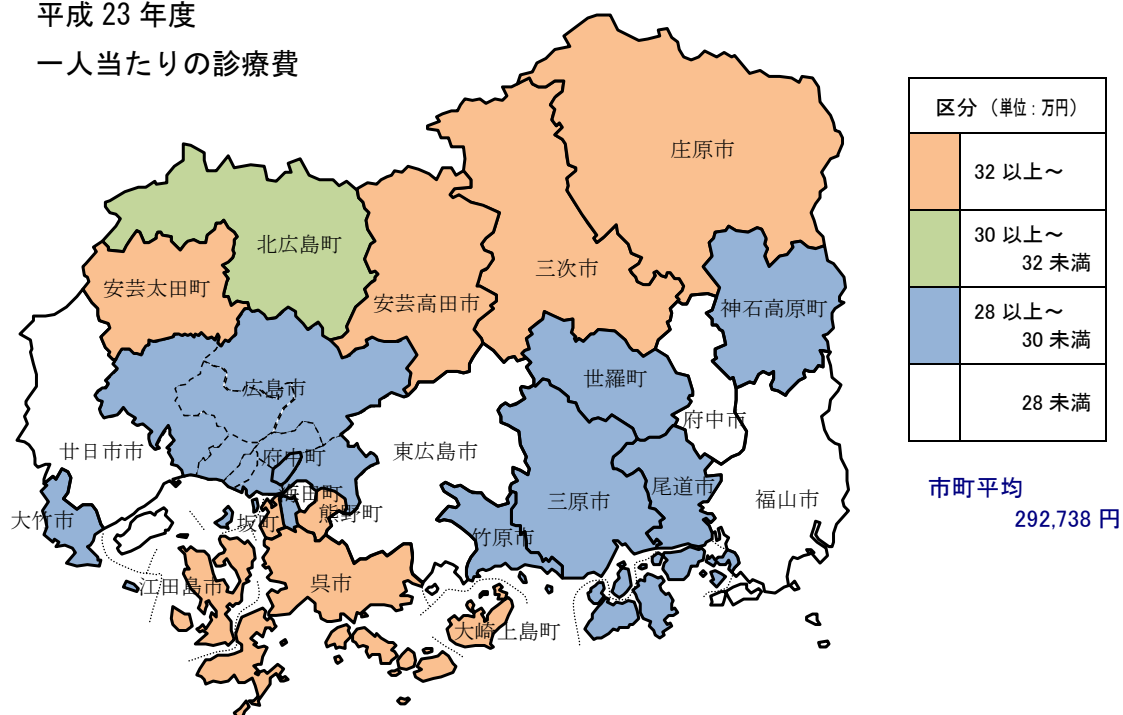 平成 23 年度
一人当たりの診療費
区分（単位：万円）
32 以上～
30 以上～
32 未満
28 以上～
30 未満
28 未満
市町平均
292,738 円
庄原市
北広島町
三次市
安芸太田町
安芸高田市
神石高原町
広島市
世羅町
府中市
廿日市市
府中町
東広島市
海田町
三原市
尾道市
福山市
大竹市
坂町
熊野町
竹原市
江田島市
呉市
大崎上島町